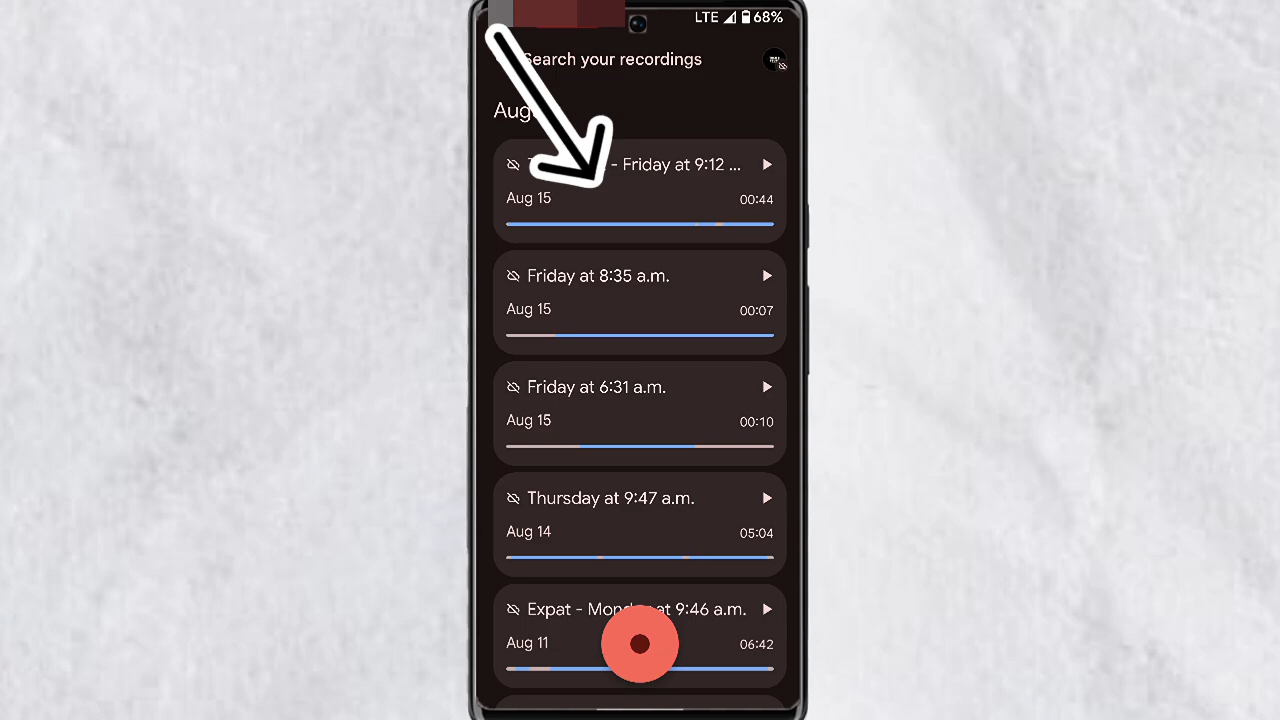 LTE 68%
Search your recordings
Aug
- Friday at 9:12 ...
Aug 15 00:44
Friday at 8:35 a.m.
Aug 15 00:07
Friday at 6:31 a.m.
Aug 15 00:10
Thursday at 9:47 a.m.
Aug 14 05:04
Expat - Monday at 9:46 a.m.
Aug 11 06:42